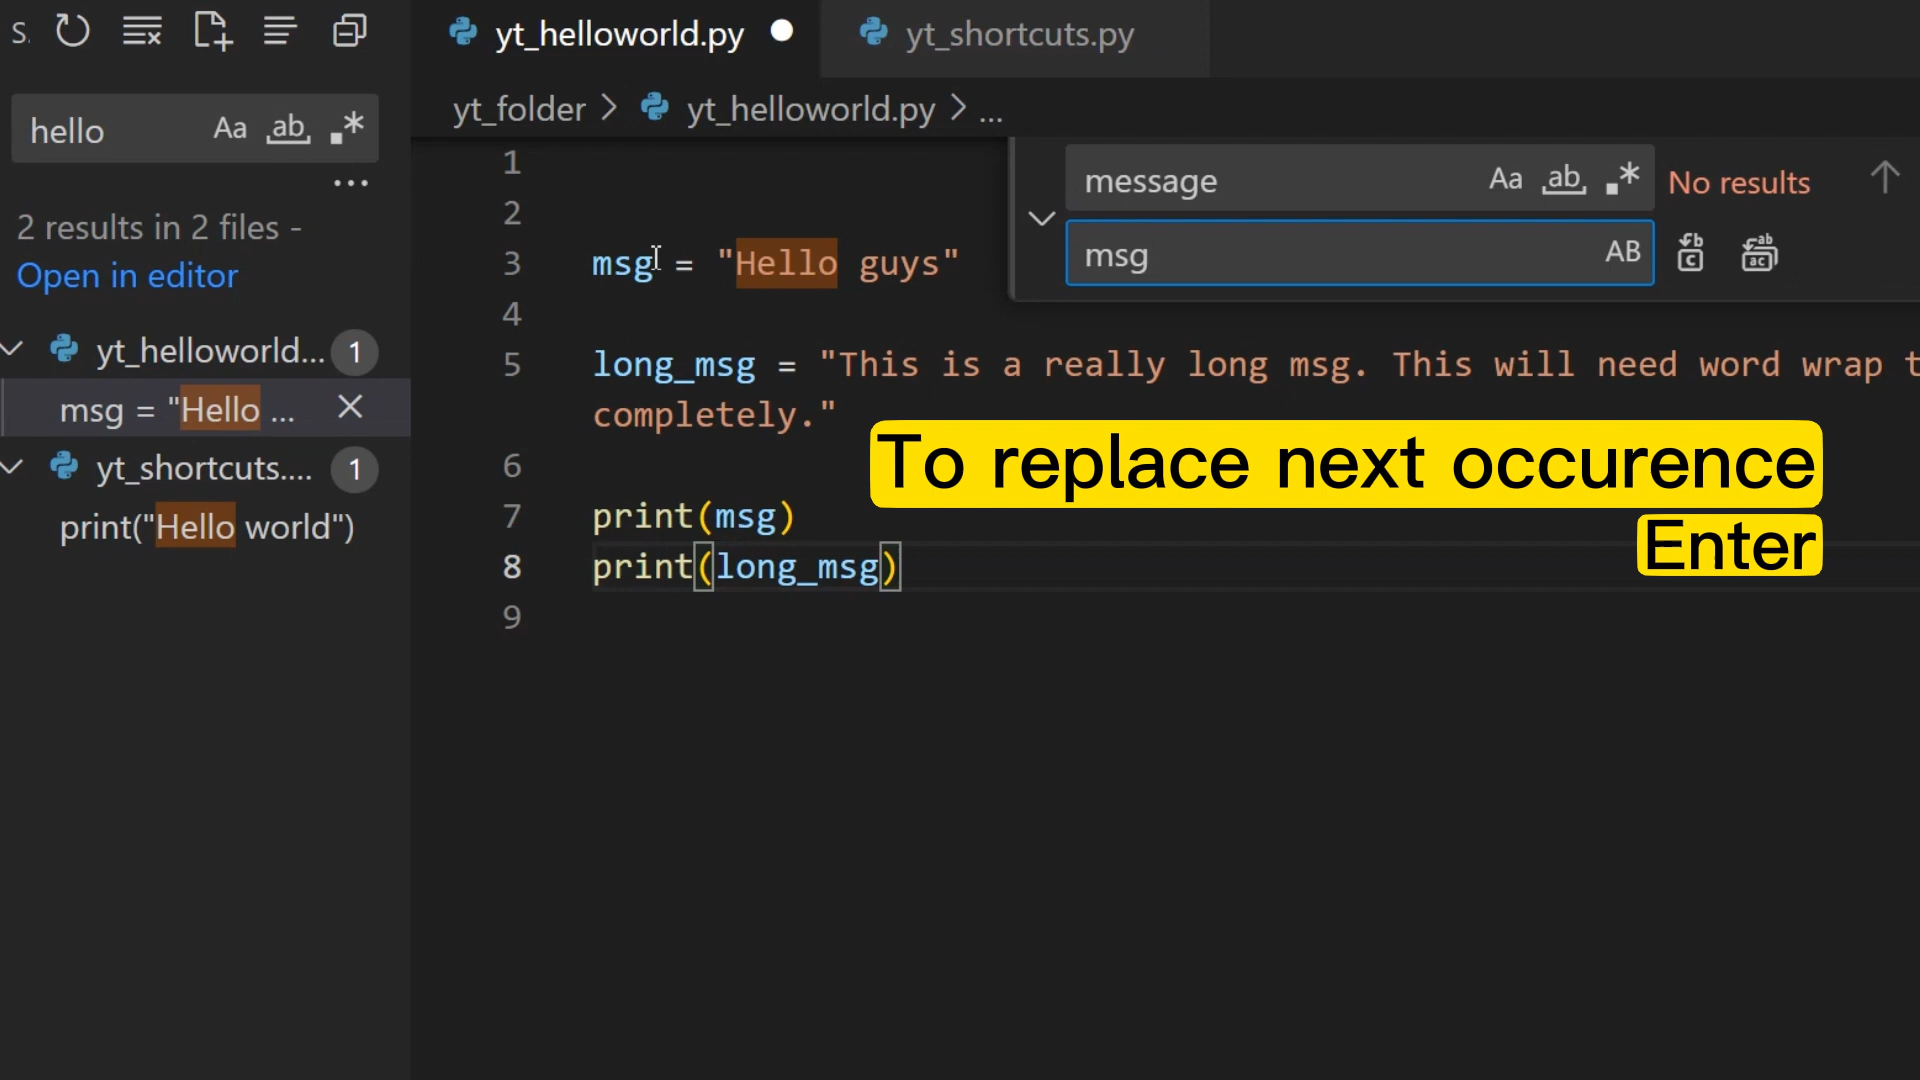 S.
yt_helloworld.py
yt_shortcuts.py
hello Aa ab .*
...
2 results in 2 files -
Open in editor
yt_helloworld... 1
msg = "Hello ...
yt_shortcuts.... 1
print("Hello world")
yt_folder > yt_helloworld.py > ...
message Aa ab .* No results
msg AB
1
2
3 msg = "Hello guys"
4
5 long_msg = "This is a really long msg. This will need word wrap t
completely."
6
7 print(msg)
8 print(long_msg)
9
To replace next occurence
Enter